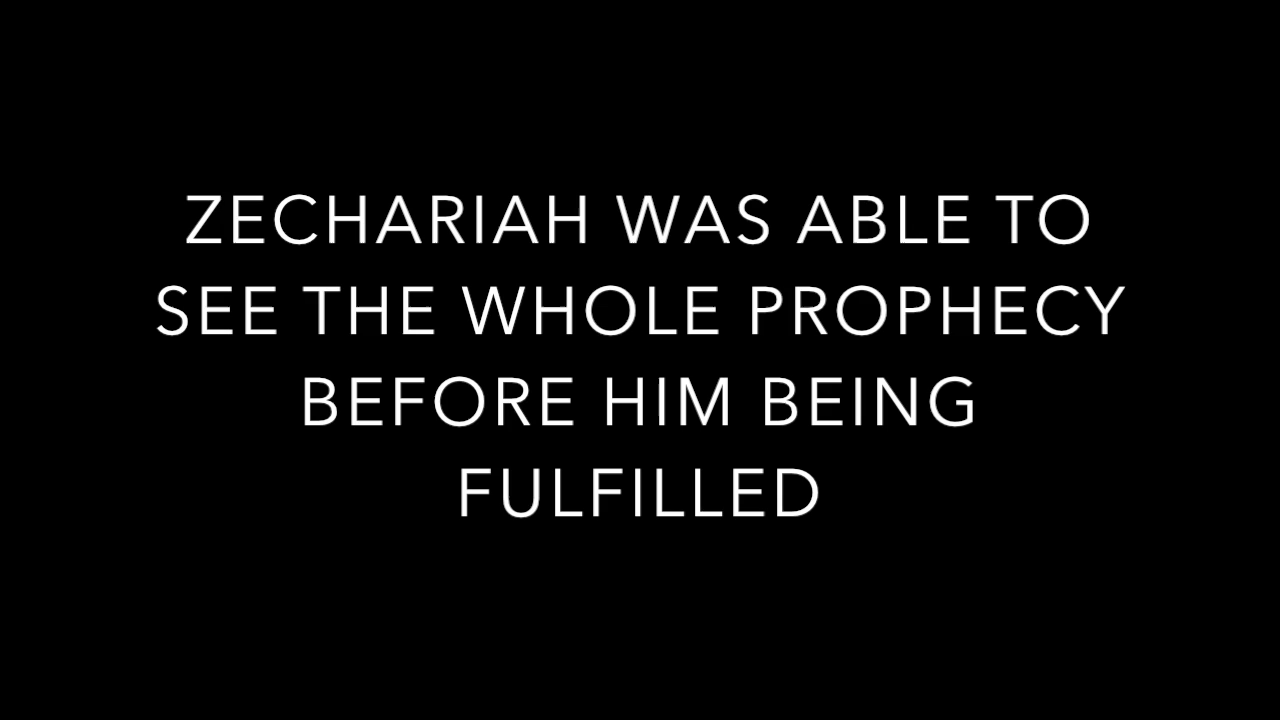 ZECHARIAH WAS ABLE TO
SEE THE WHOLE PROPHECY
BEFORE HIM BEING
FULFILLED